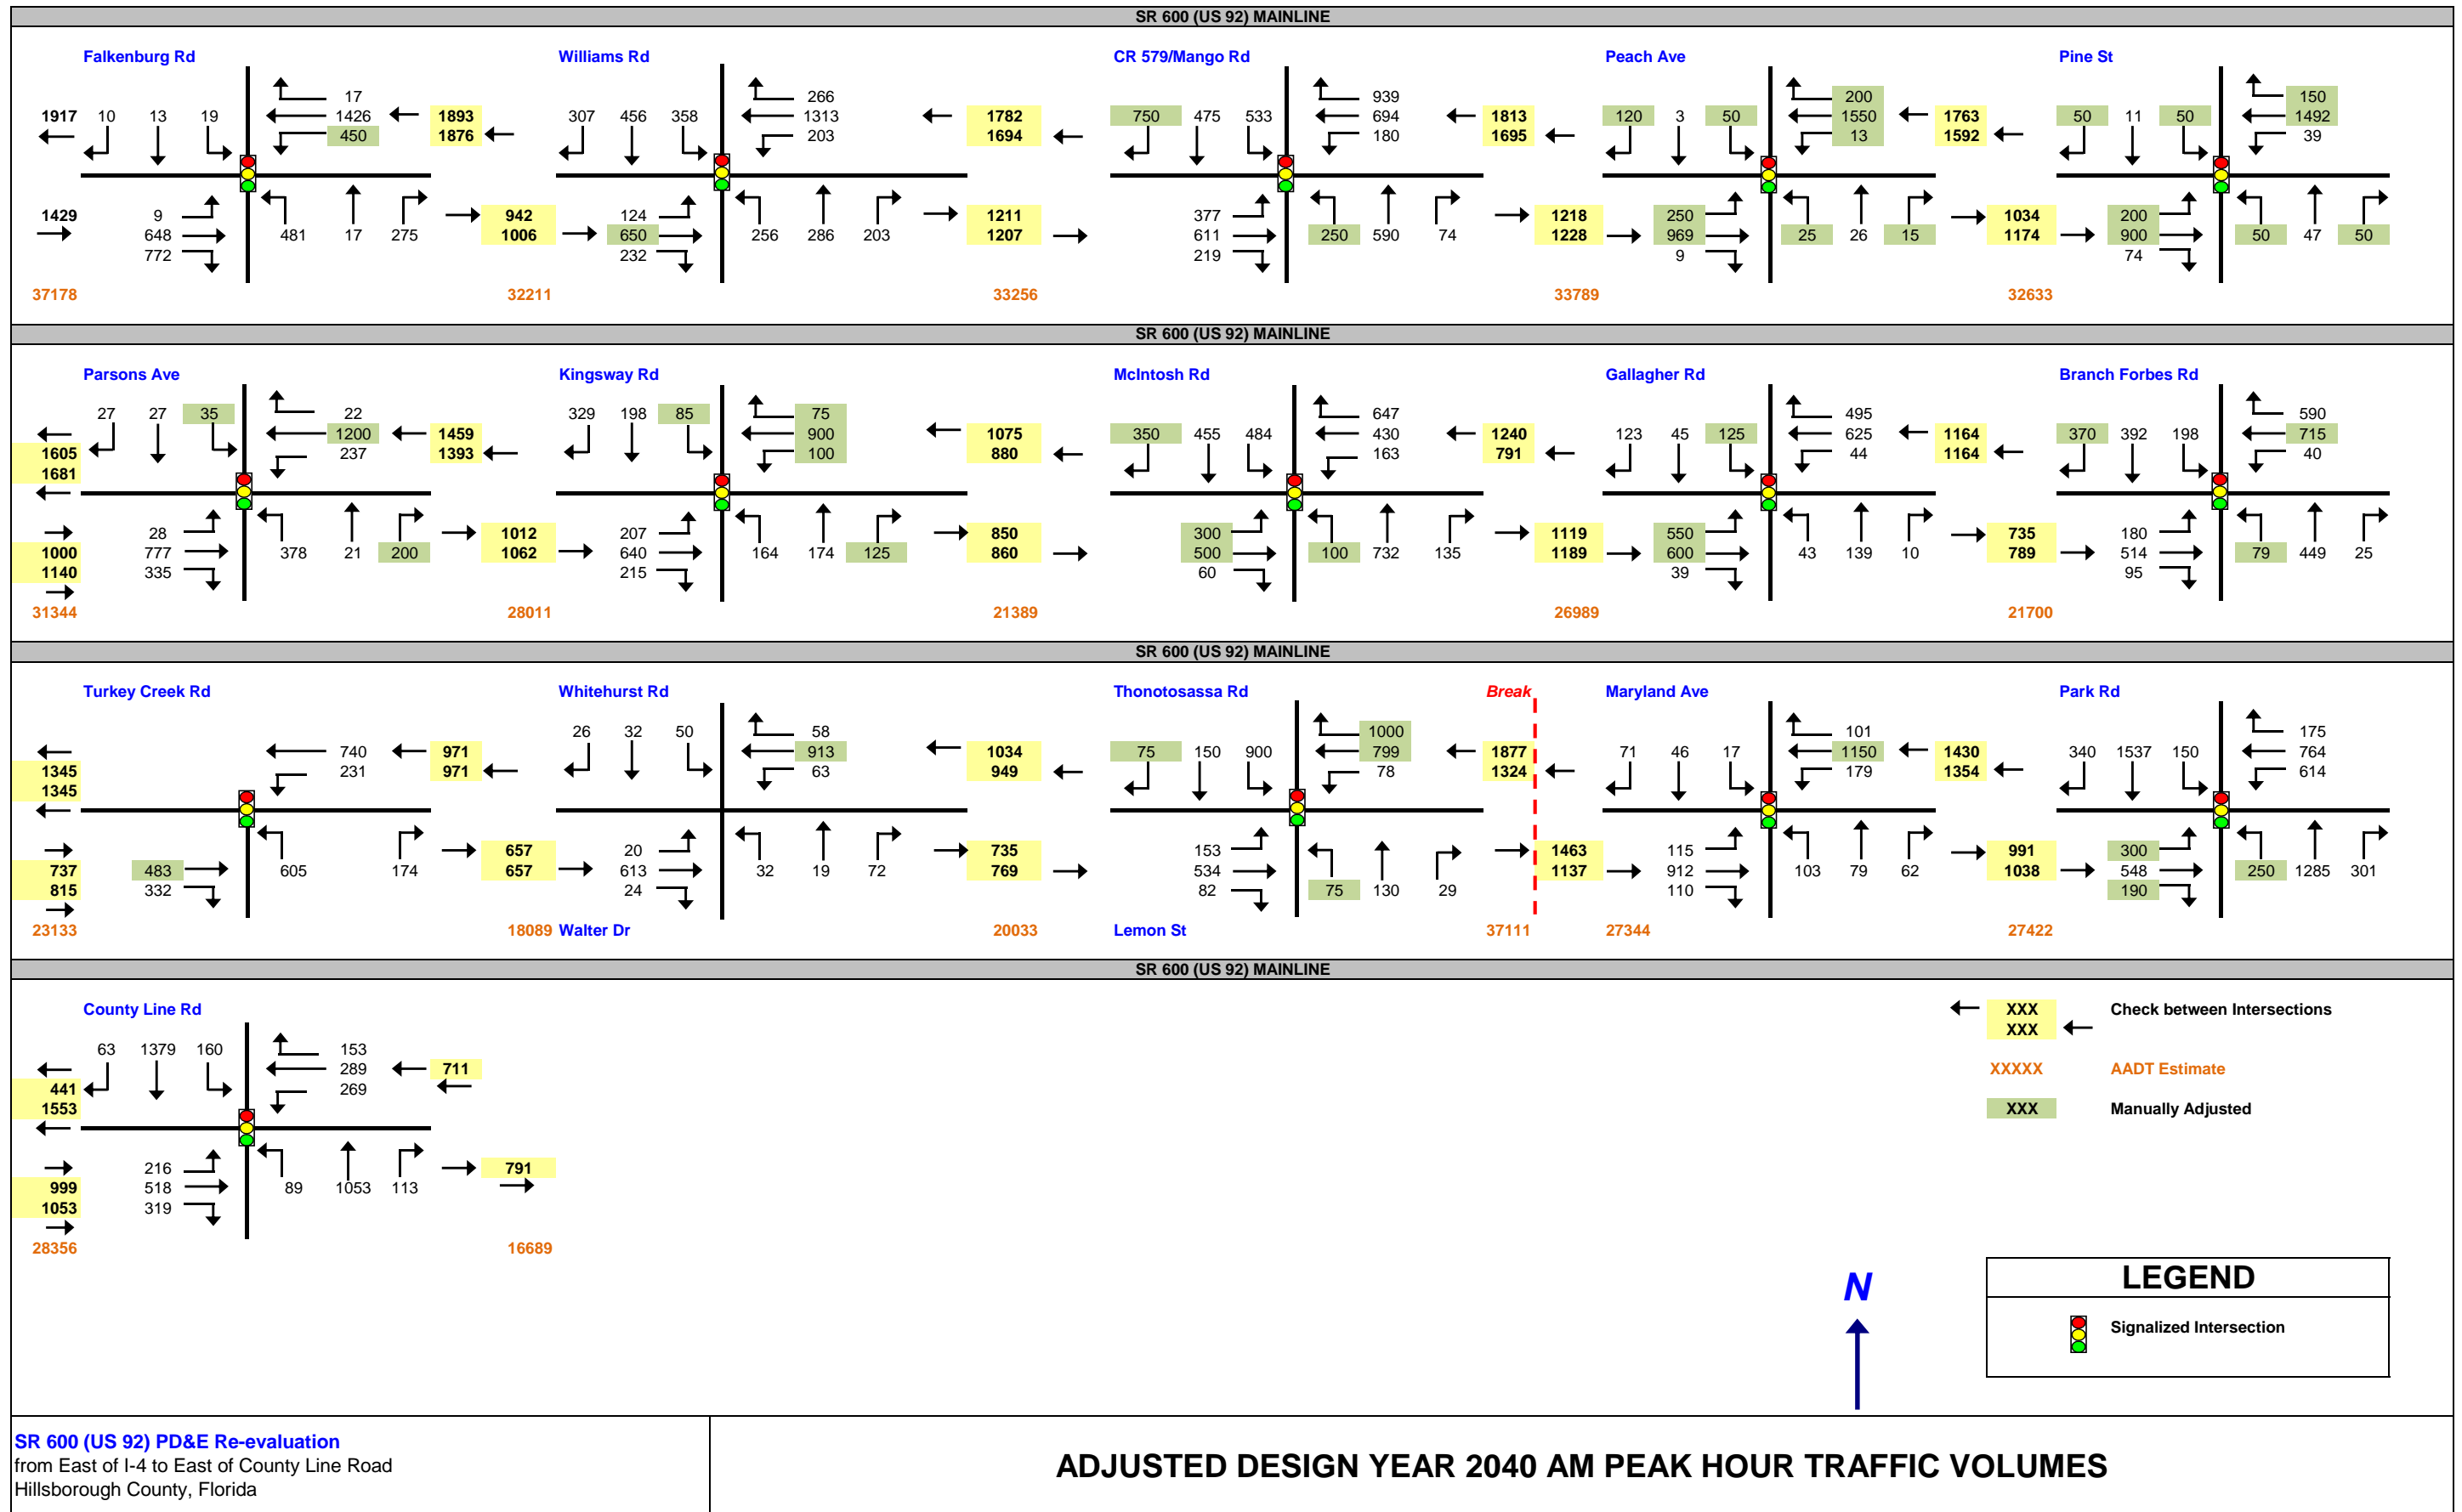 SR 600 (US 92) MAINLINE
Falkenburg Rd Williams Rd CR 579/Mango Rd Peach Ave Pine St
17 266 939 200 150
1917 10 13 19 1426 1893 307 456 358 1313 1782 750 475 533 694 1813 120 3 50 1550 1763 50 11 50 1492
450 1876 203 1694 180 1695 13 1592 39
1429 9 942 124 1211 377 1218 250 1034 200
648 481 17 275 1006 650 256 286 203 1207 611 250 590 74 1228 969 25 26 15 1174 900 50 47 50
772 232 219 9 74
37178 32211 33256 33789 32633
SR 600 (US 92) MAINLINE
Parsons Ave Kingsway Rd McIntosh Rd Gallagher Rd Branch Forbes Rd
27 27 35 22 329 198 85 75 350 455 484 647 123 45 125 495 370 392 198 590
1605 1200 1459 900 1075 430 1240 625 1164 715
1681 237 1393 100 880 163 791 44 1164 40
28 207 300 550 180
1000 777 378 21 200 1012 640 164 174 125 850 500 100 732 135 1119 600 43 139 10 735 514 79 449 25
1140 335 1062 215 860 60 1189 39 789 95
31344 28011 21389 26989 21700
SR 600 (US 92) MAINLINE
Turkey Creek Rd Whitehurst Rd Thonotosassa Rd Break Maryland Ave Park Rd
26 32 50 58 1000 101 175
1345 740 971 913 1034 75 150 900 799 1877 71 46 17 1150 1430 340 1537 150 764
1345 231 971 63 949 78 1324 179 1354 614
737 657 20 735 153 1463 115 991 300
815 483 605 174 657 613 32 19 72 769 534 75 130 29 1137 912 103 79 62 1038 548 250 1285 301
332 24 82 110 190
23133 18089 Walter Dr 20033 Lemon St 37111 27344 27422
SR 600 (US 92) MAINLINE
County Line Rd XXX Check between Intersections
XXX
63 1379 160 153
441 289 711 XXXXX AADT Estimate
1553 269
XXX Manually Adjusted
216 791
999 518 89 1053 113
1053 319
28356 16689
LEGEND
N
Signalized Intersection
SR 600 (US 92) PD&E Re-evaluation
from East of I-4 to East of County Line Road
Hillsborough County, Florida
ADJUSTED DESIGN YEAR 2040 AM PEAK HOUR TRAFFIC VOLUMES